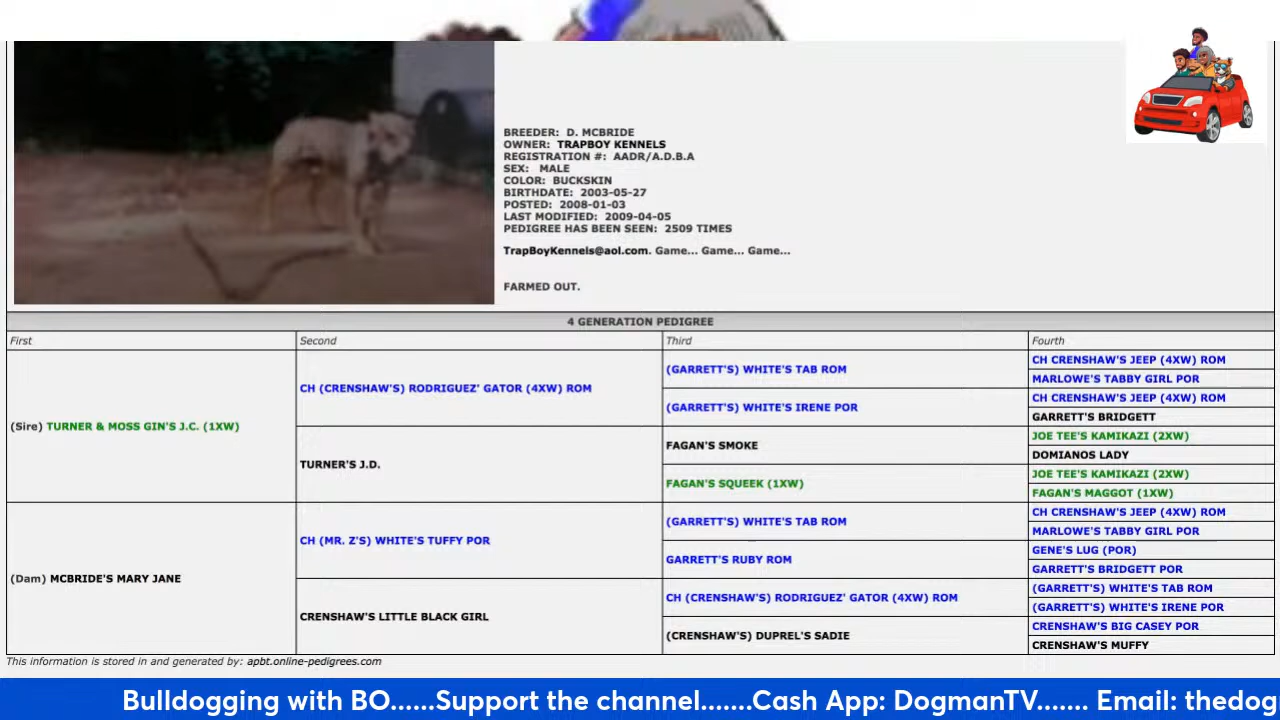 BREEDER: D. MCBRIDE
OWNER: TRAPBOY KENNELS
REGISTRATION #: AADR/A.D.B.A
SEX: MALE
COLOR: BUCKSKIN
BIRTHDATE: 2003-05-27
POSTED: 2008-01-03
LAST MODIFIED: 2009-04-05
PEDIGREE HAS BEEN SEEN: 2509 TIMES
TrapBoyKennels@aol.com. Game... Game... Game...
FARMED OUT.
4 GENERATION PEDIGREE
First Second Third Fourth
(Sire) TURNER & MOSS GIN'S J.C. (1XW)
(Dam) MCBRIDE'S MARY JANE
CH (CRENSHAW'S) RODRIGUEZ' GATOR (4XW) ROM
TURNER'S J.D.
CH (MR. Z'S) WHITE'S TUFFY POR
CRENSHAW'S LITTLE BLACK GIRL
(GARRETT'S) WHITE'S TAB ROM
(GARRETT'S) WHITE'S IRENE POR
FAGAN'S SMOKE
FAGAN'S SQUEEK (1XW)
(GARRETT'S) WHITE'S TAB ROM
GARRETT'S RUBY ROM
CH (CRENSHAW'S) RODRIGUEZ' GATOR (4XW) ROM
(CRENSHAW'S) DUPREL'S SADIE
CH CRENSHAW'S JEEP (4XW) ROM
MARLOWE'S TABBY GIRL POR
CH CRENSHAW'S JEEP (4XW) ROM
GARRETT'S BRIDGETT
JOE TEE'S KAMIKAZI (2XW)
DOMIANOS LADY
JOE TEE'S KAMIKAZI (2XW)
FAGAN'S MAGGOT (1XW)
CH CRENSHAW'S JEEP (4XW) ROM
MARLOWE'S TABBY GIRL POR
GENE'S LUG (POR)
GARRETT'S BRIDGETT POR
(GARRETT'S) WHITE'S TAB ROM
(GARRETT'S) WHITE'S IRENE POR
CRENSHAW'S BIG CASEY POR
CRENSHAW'S MUFFY
This information is stored in and generated by: apbt.online-pedigrees.com
Bulldogging with BO......Support the channel.......Cash App: DogmanTV....... Email: thedog